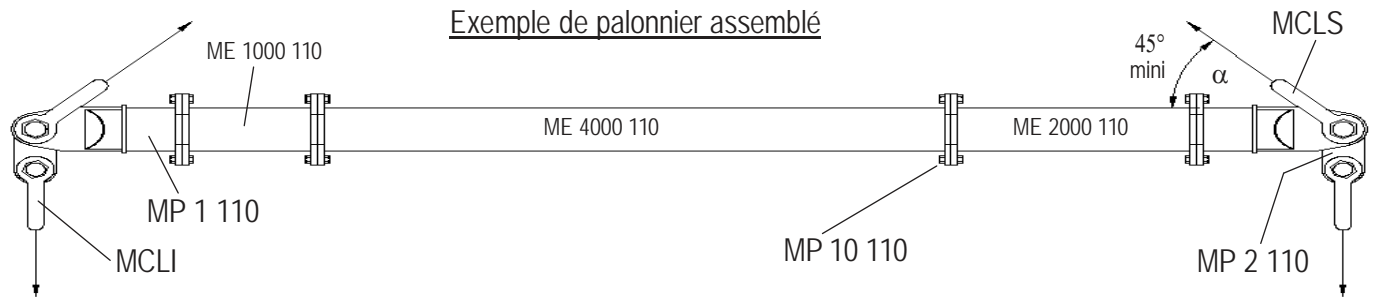 Exemple de palonnier assemblé
MCLS
ME 1000 110
45°
mini
α
ME 4000 110
ME 2000 110
MP 1 110
MP 10 110
MP 2 110
MCLI